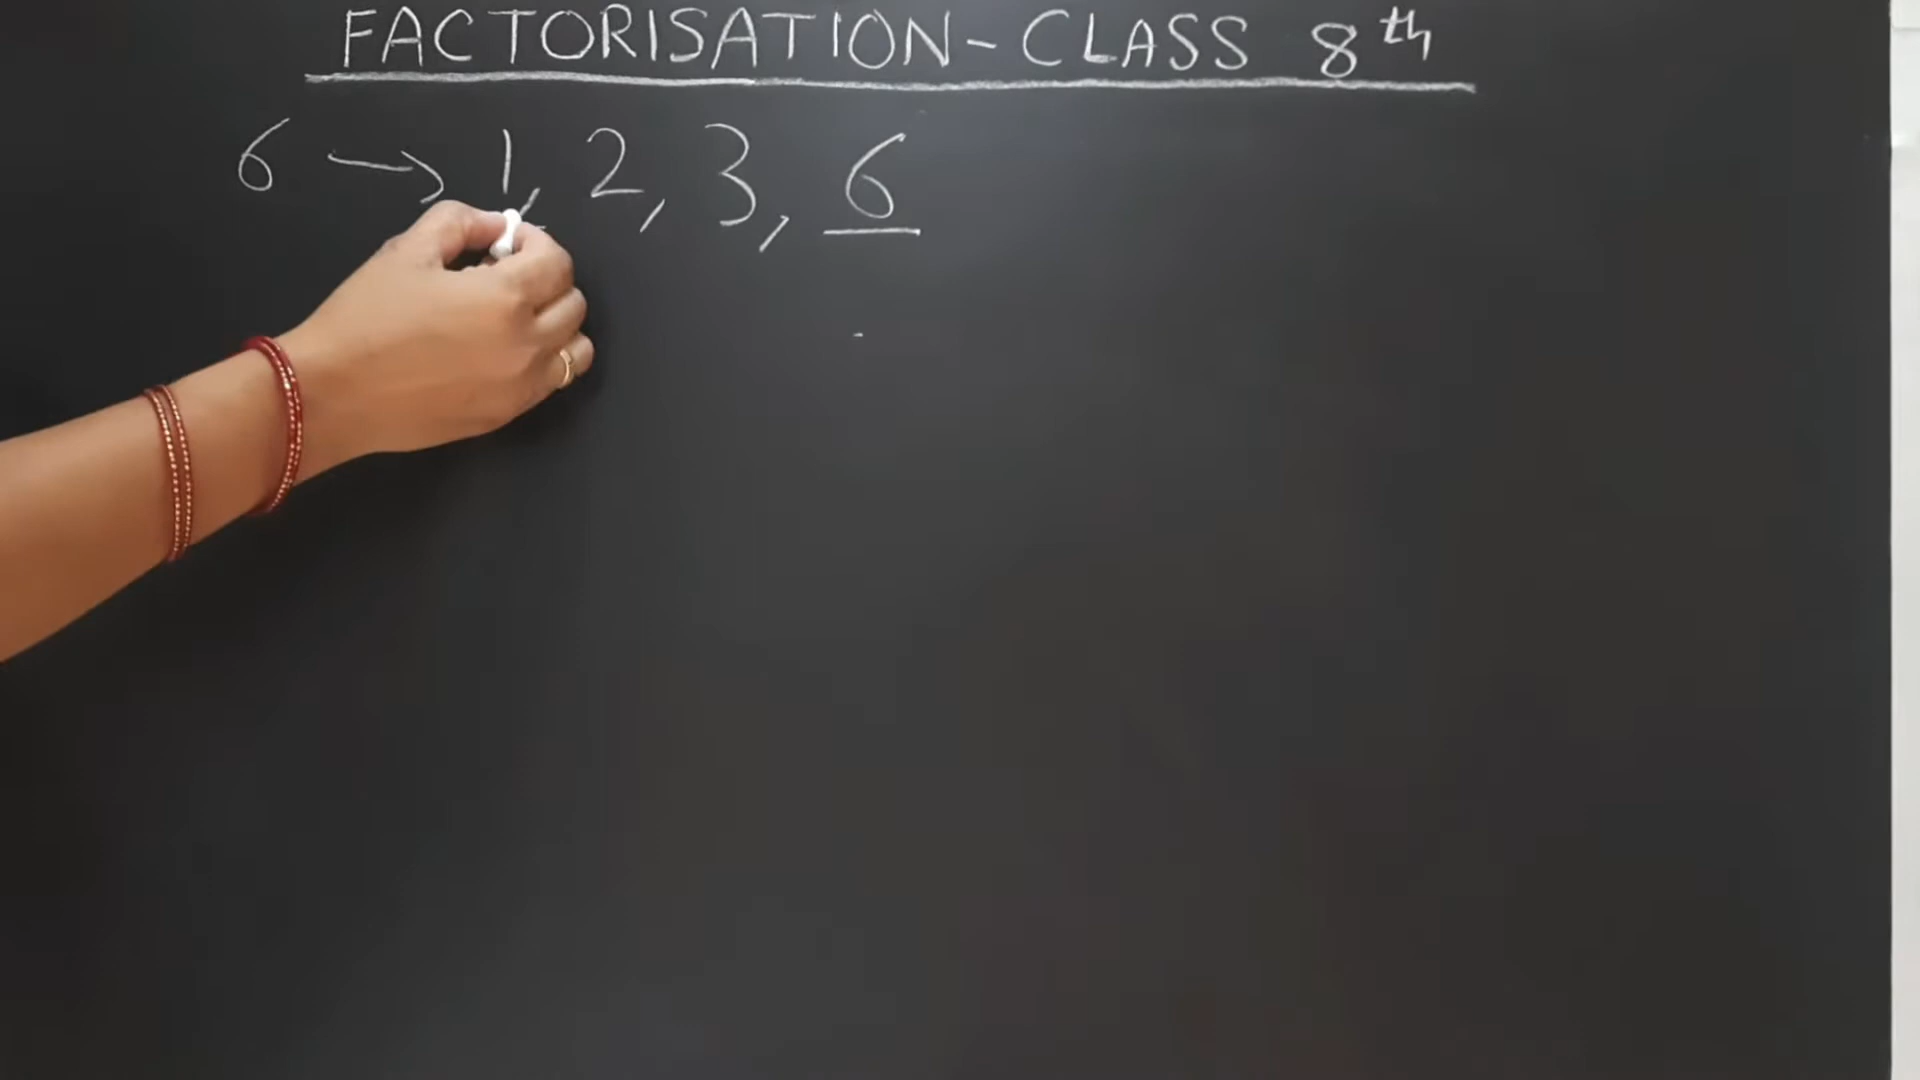 FACTORISATION - CLASS 8th
6 → 1, 2, 3, 6